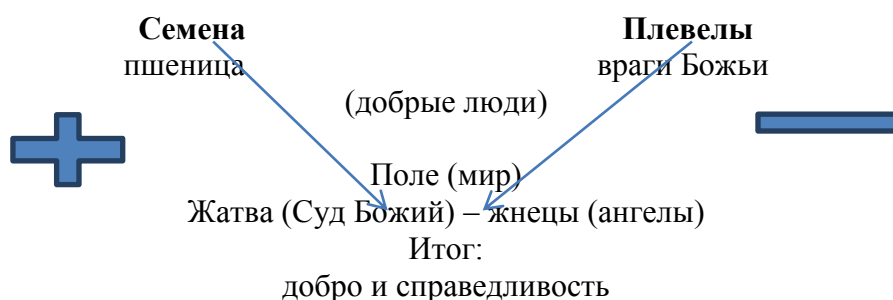 Семена Плевелы
пшеница враги Божьи
(добрые люди)
Поле (мир)
Жатва (Суд Божий) – жнецы (ангелы)
Итог:
добро и справедливость